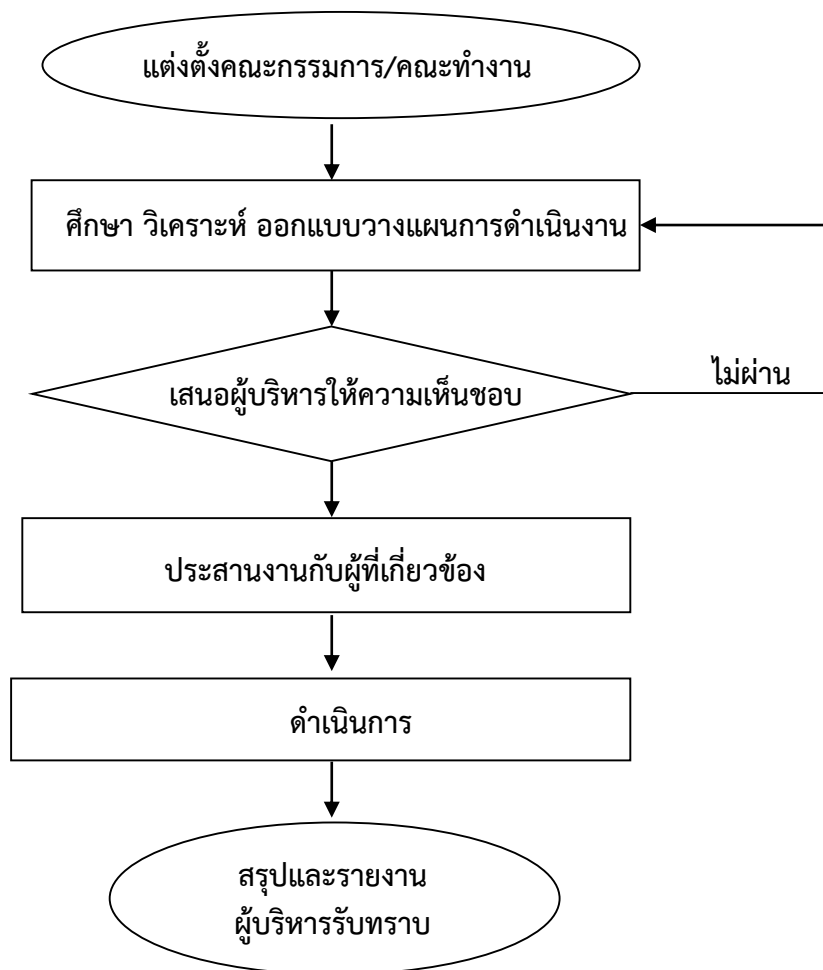 แต่งตั้งคณะกรรมการ/คณะทำงาน
ศึกษา วิเคราะห์ ออกแบบวางแผนการดำเนินงาน
ไม่ผ่าน
เสนอผู้บริหารให้ความเห็นชอบ
ประสานงานกับผู้ที่เกี่ยวข้อง
ดำเนินการ
สรุปและรายงาน
ผู้บริหารรับทราบ